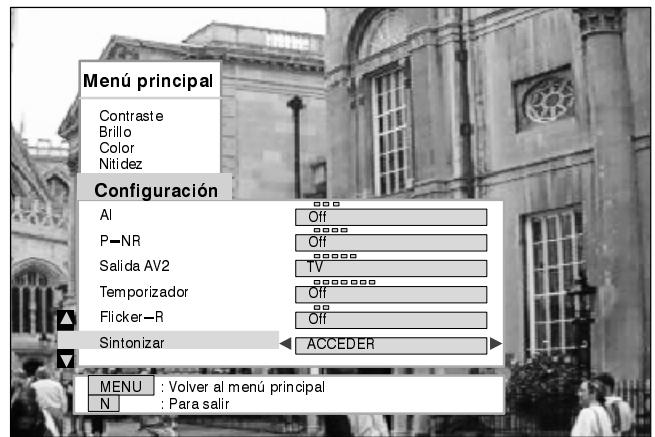 Menú principal
Contraste
Brillo
Color
Nitidez
Configuración
AI Off
P–NR Off
Salida AV2 TV
Temporizador Off
Flicker–R Off
Sintonizar ACCEDER
MENU : Volver al menú principal
N : Para salir